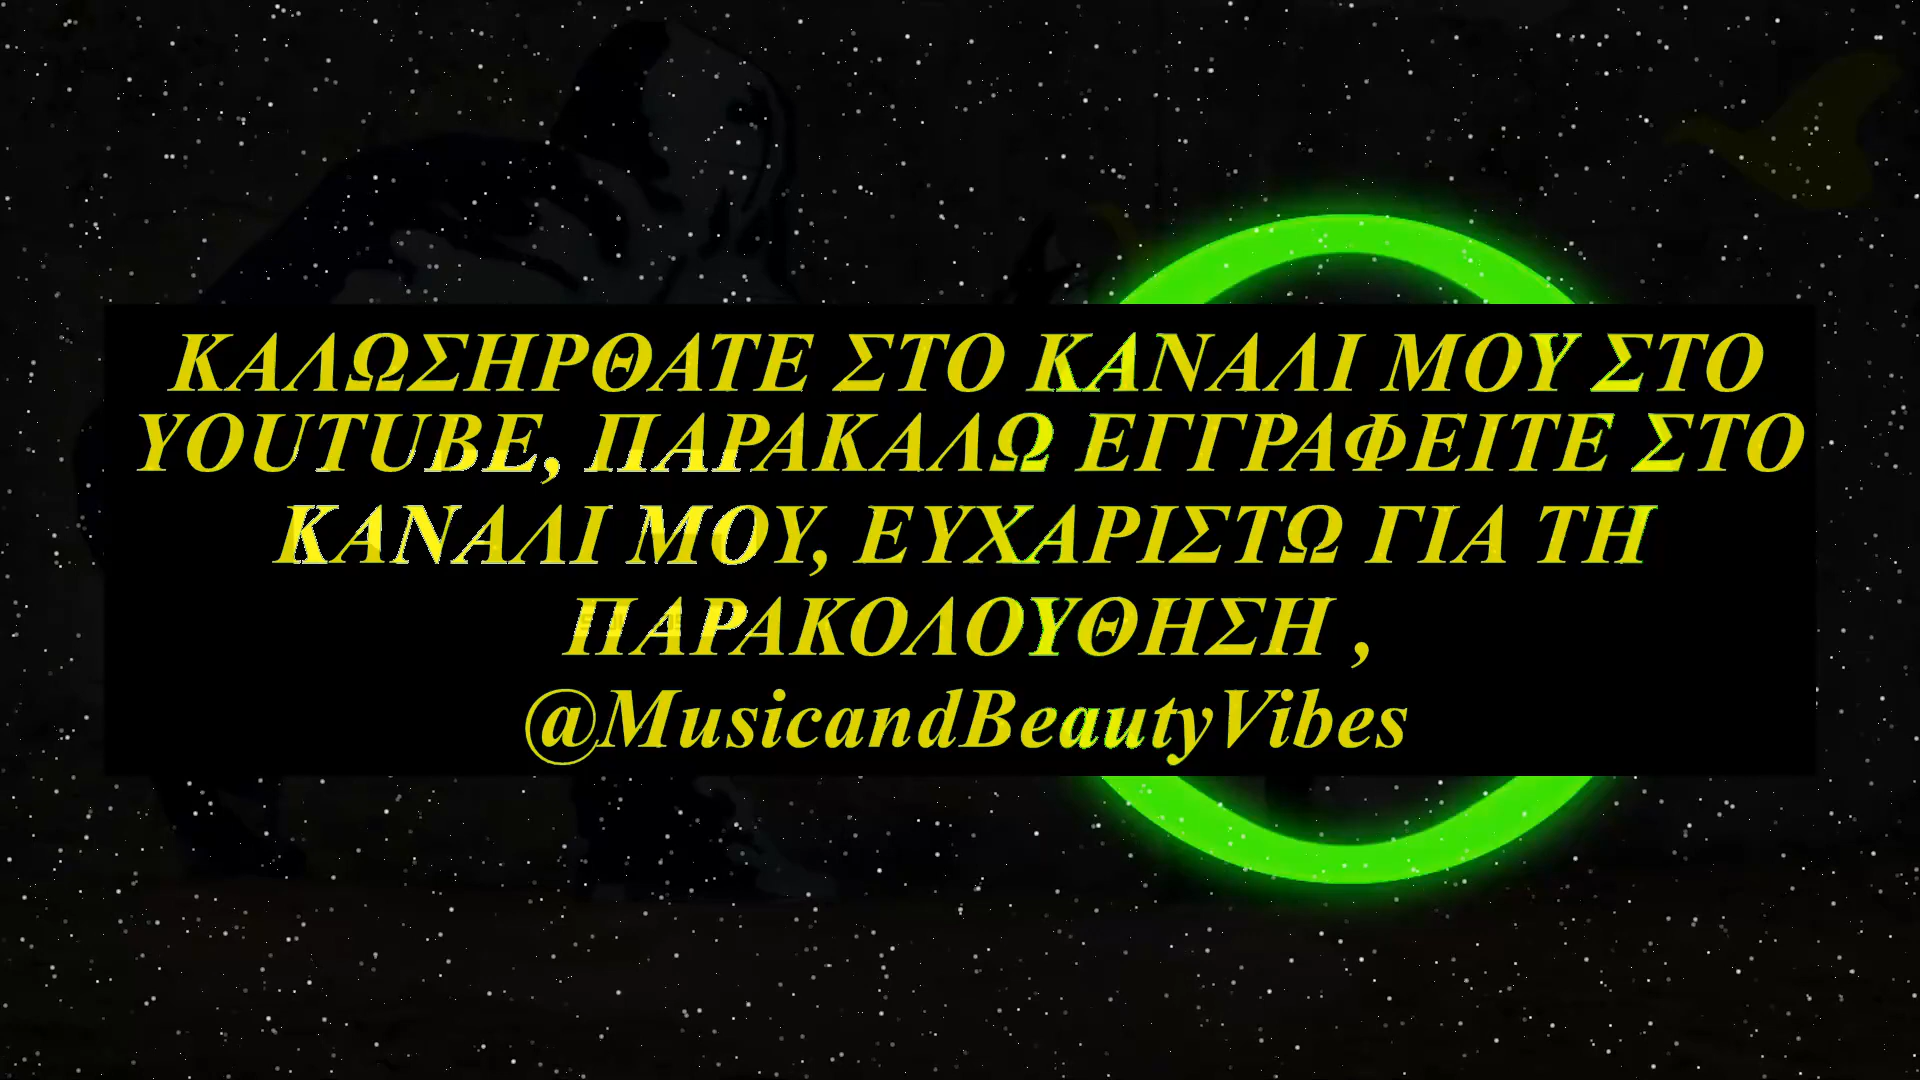 ΚΑΛΩΣΗΡΘΑΤΕ ΣΤΟ ΚΑΝΑΛΙ ΜΟΥ ΣΤΟ
YOUTUBE, ΠΑΡΑΚΑΛΩ ΕΓΓΡΑΦΕΙΤΕ ΣΤΟ
ΚΑΝΑΛΙ ΜΟΥ, ΕΥΧΑΡΙΣΤΩ ΓΙΑ ΤΗ
ΠΑΡΑΚΟΛΟΥΘΗΣΗ ,
@MusicandBeautyVibes